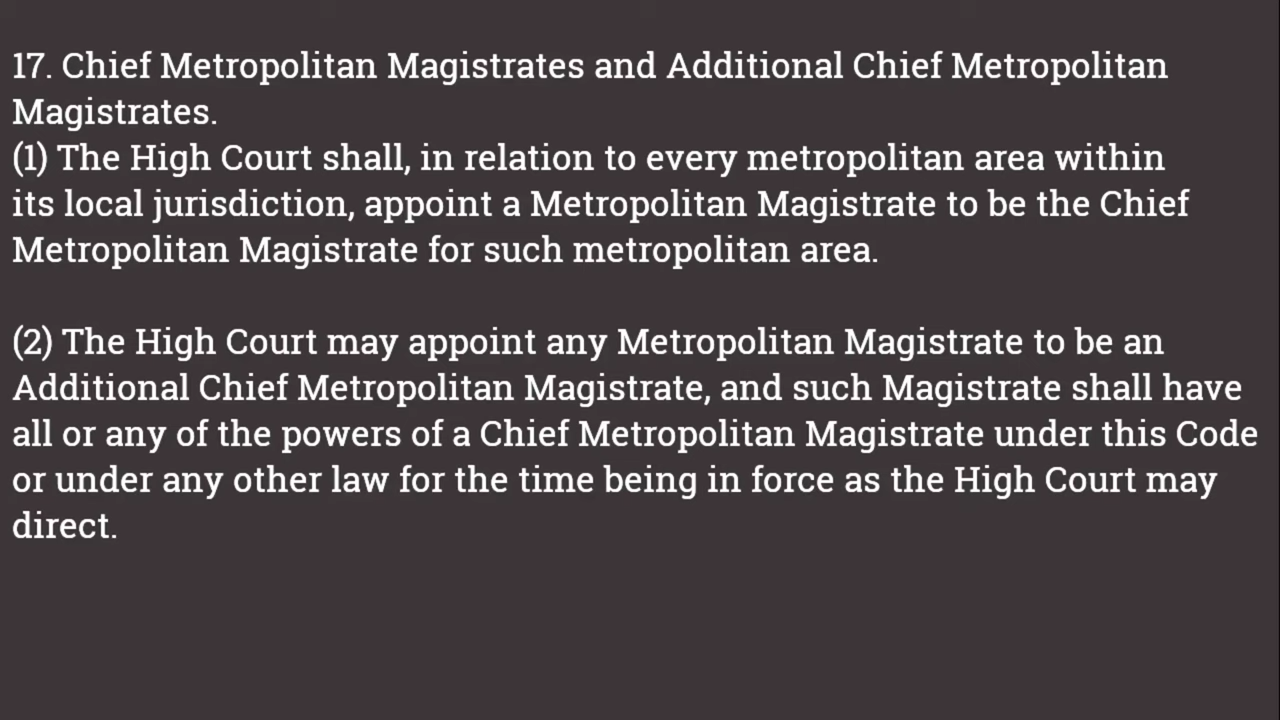 17. Chief Metropolitan Magistrates and Additional Chief Metropolitan
Magistrates.
(1) The High Court shall, in relation to every metropolitan area within
its local jurisdiction, appoint a Metropolitan Magistrate to be the Chief
Metropolitan Magistrate for such metropolitan area.
(2) The High Court may appoint any Metropolitan Magistrate to be an
Additional Chief Metropolitan Magistrate, and such Magistrate shall have
all or any of the powers of a Chief Metropolitan Magistrate under this Code
or under any other law for the time being in force as the High Court may
direct.